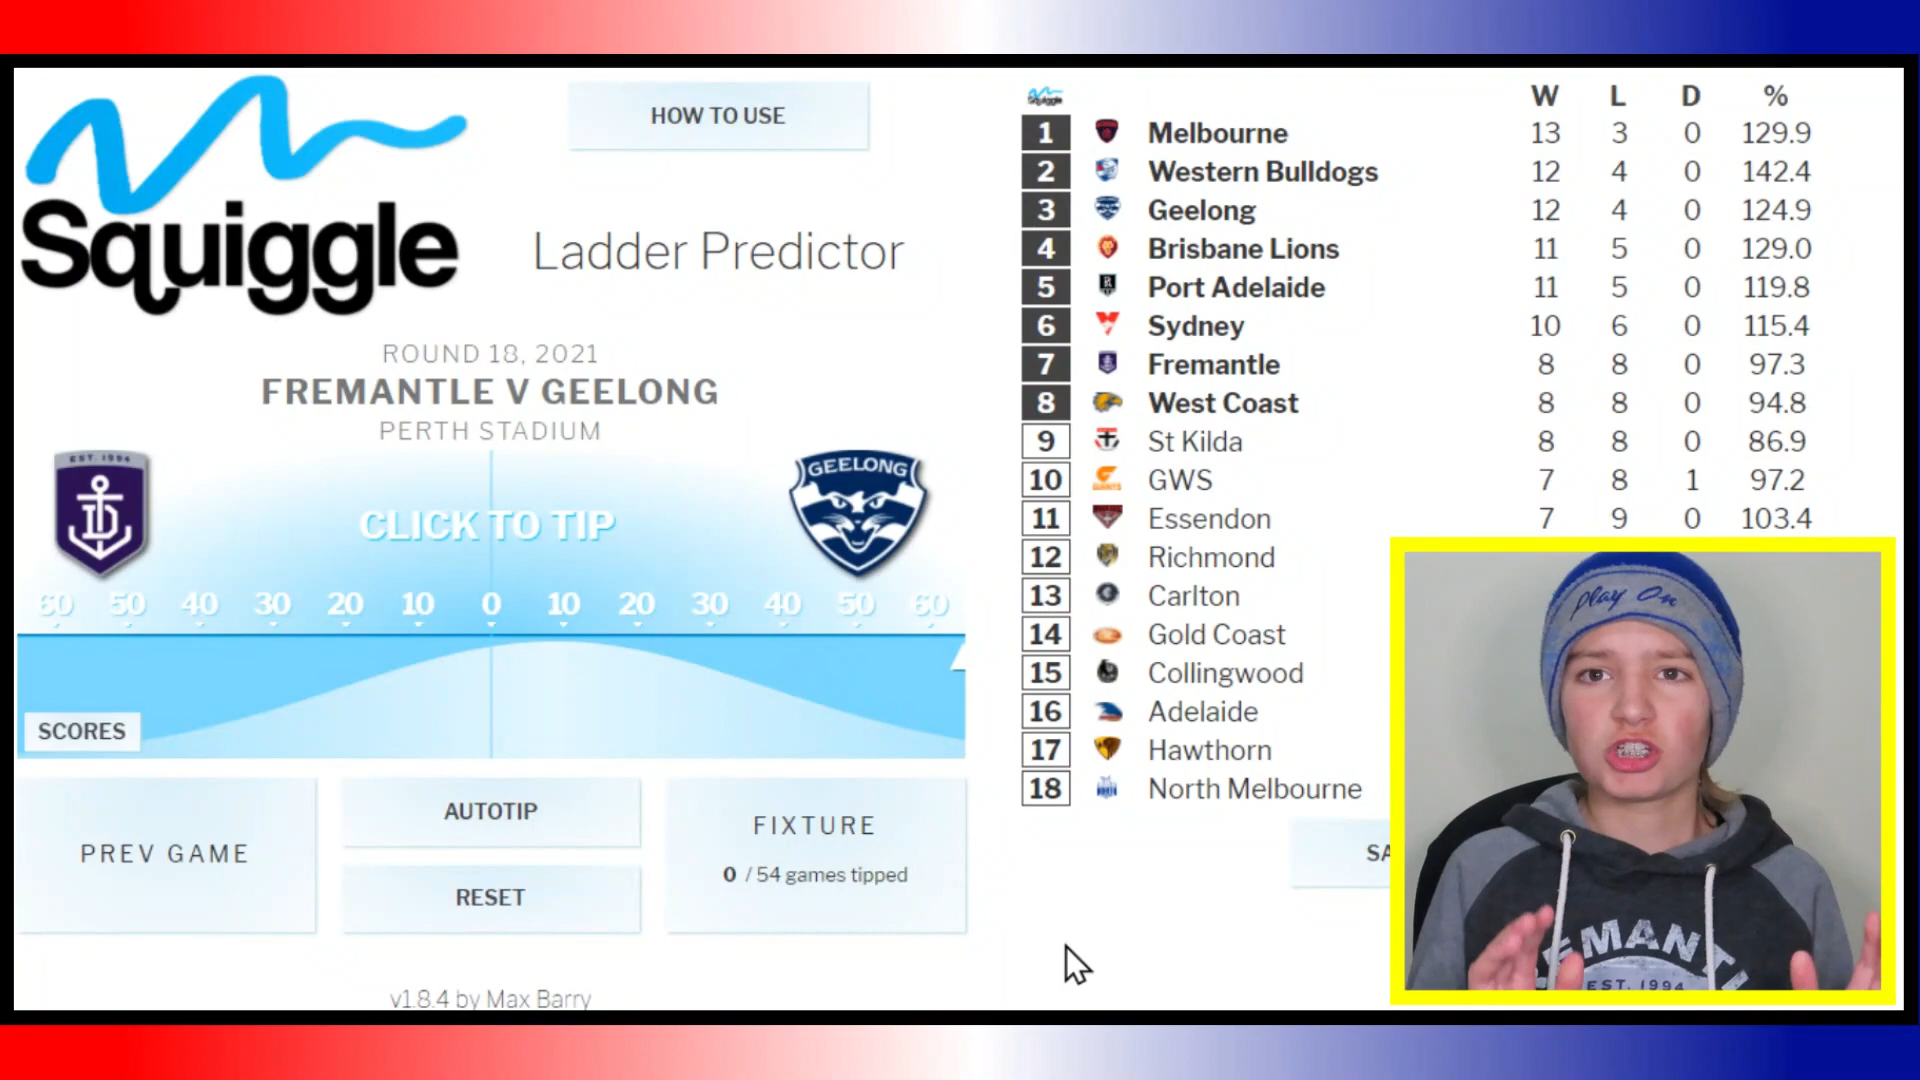 Squiggle
HOW TO USE
Ladder Predictor
ROUND 18, 2021
FREMANTLE V GEELONG
PERTH STADIUM
EST. 1994
GEELONG
CLICK TO TIP
60 50 40 30 20 10 0 10 20 30 40 50 60
SCORES
PREV GAME
AUTOTIP
RESET
FIXTURE
0 / 54 games tipped
v1.8.4 by Max Barry
Squiggle W L D %
1 Melbourne 13 3 0 129.9
2 Western Bulldogs 12 4 0 142.4
3 Geelong 12 4 0 124.9
4 Brisbane Lions 11 5 0 129.0
5 Port Adelaide 11 5 0 119.8
6 Sydney 10 6 0 115.4
7 Fremantle 8 8 0 97.3
8 West Coast 8 8 0 94.8
9 St Kilda 8 8 0 86.9
10 GWS 7 8 1 97.2
11 Essendon 7 9 0 103.4
12 Richmond
13 Carlton
14 Gold Coast
15 Collingwood
16 Adelaide
17 Hawthorn
18 North Melbourne
SA
Play On
EMANT
EST. 1994